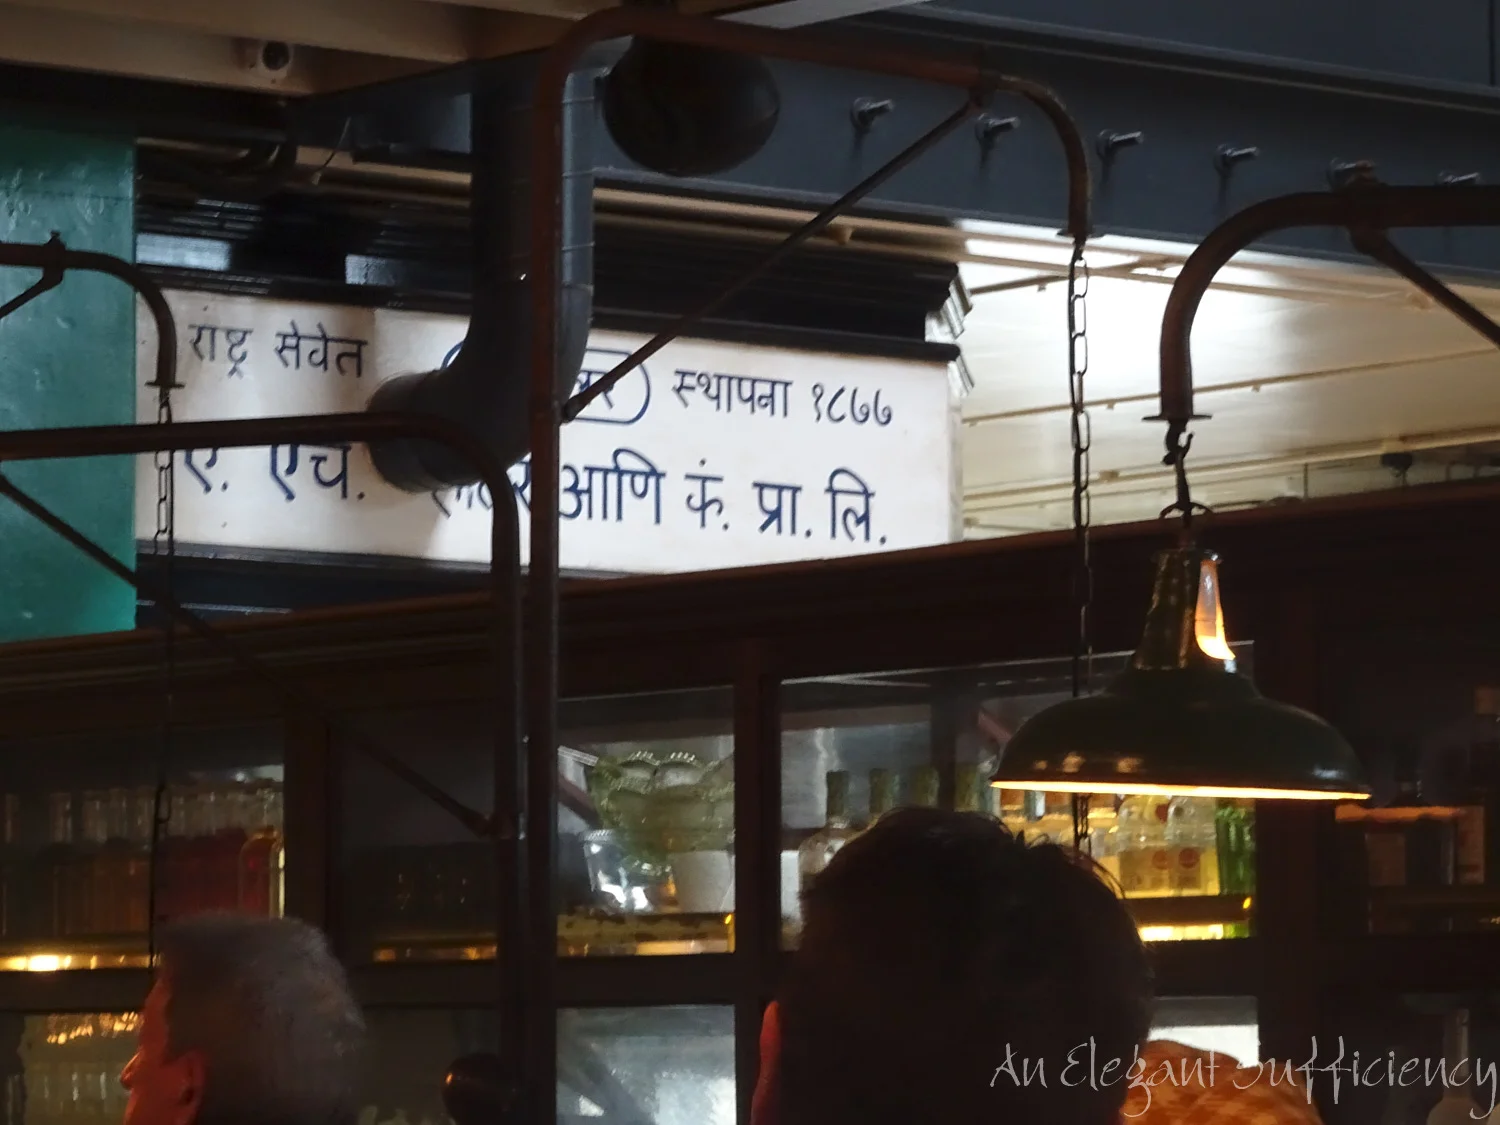 राष्ट्र सेवेत स्थापना १८७७
ए. एच. आणि कं. प्रा. लि.
An Elegant Sufficiency